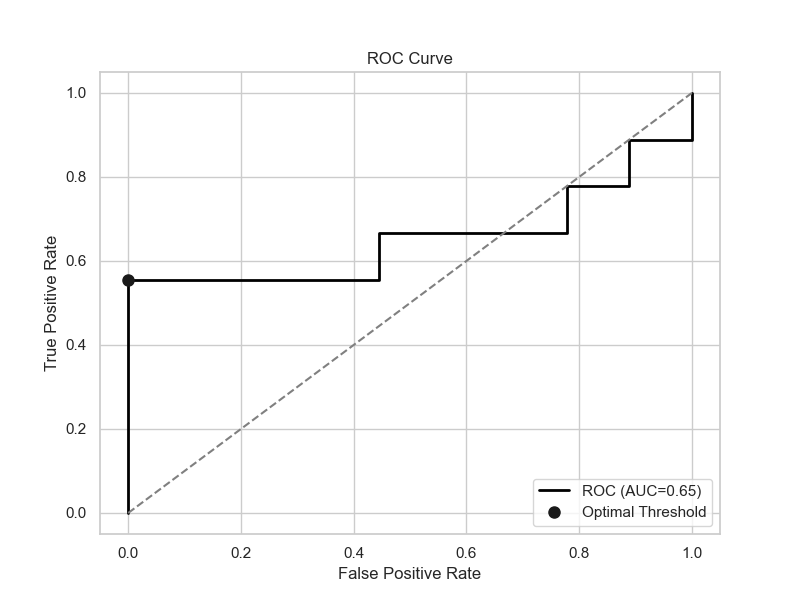 ROC Curve
True Positive Rate
1.0
0.8
0.6
0.4
0.2
0.0
ROC (AUC=0.65)
Optimal Threshold
0.0 0.2 0.4 0.6 0.8 1.0
False Positive Rate